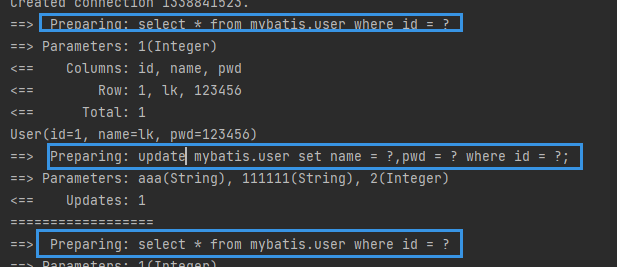 Created connection 1338841523.
==>  Preparing: select * from mybatis.user where id = ?
==> Parameters: 1(Integer)
<==    Columns: id, name, pwd
<==        Row: 1, lk, 123456
<==      Total: 1
User(id=1, name=lk, pwd=123456)
==>  Preparing: update mybatis.user set name = ?,pwd = ? where id = ?;
==> Parameters: aaa(String), 111111(String), 2(Integer)
<==    Updates: 1
==================
==>  Preparing: select * from mybatis.user where id = ?
==> Parameters: 1(Integer)